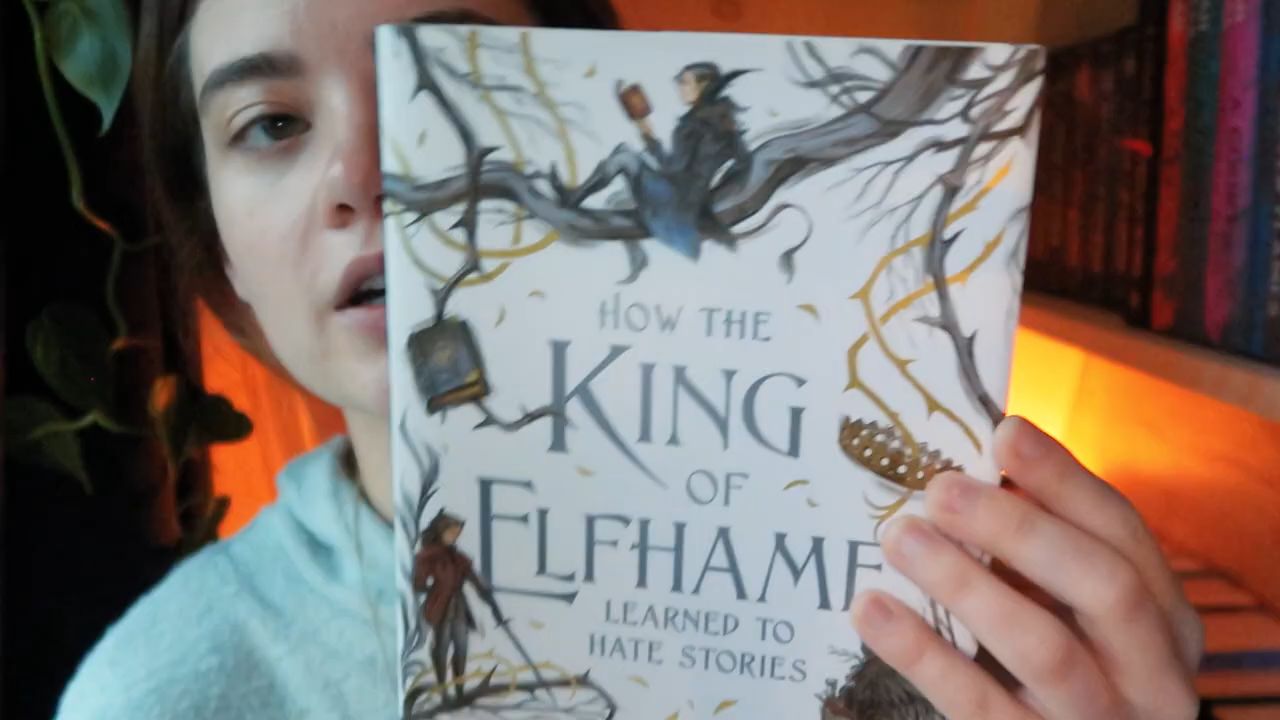 HOW THE
KING
OF
ELFHAME
LEARNED TO
HATE STORIES